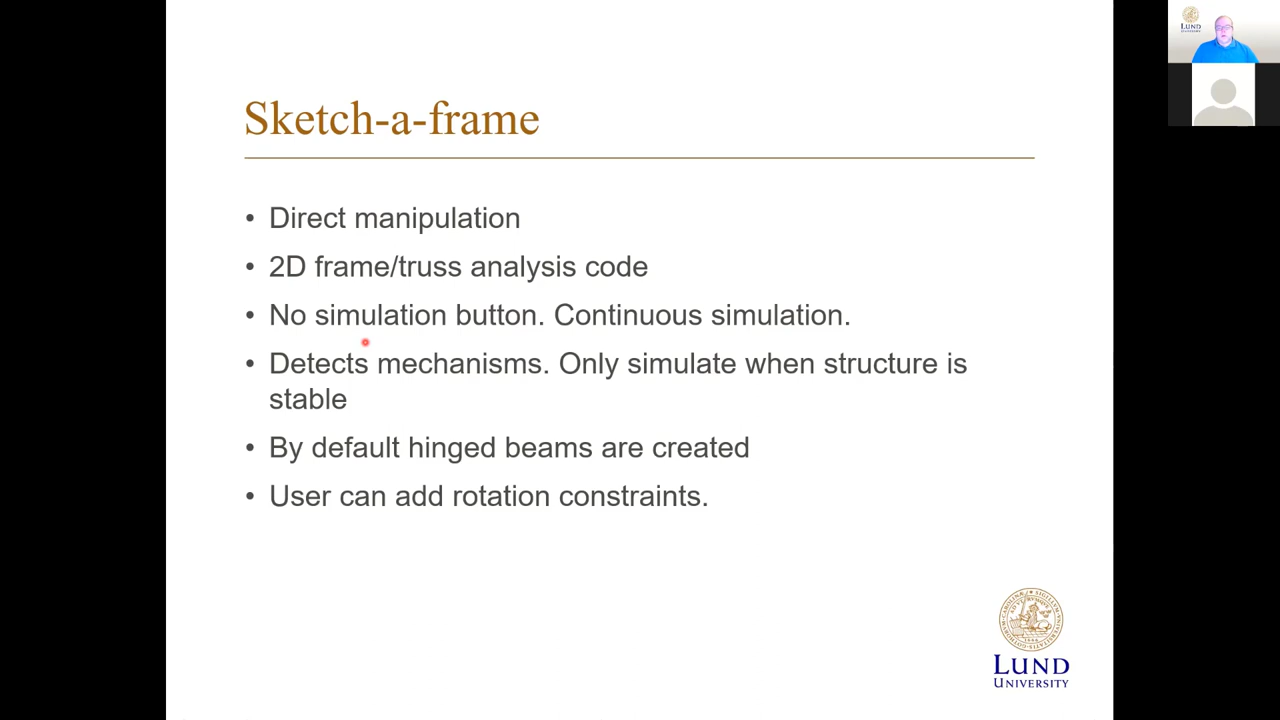 Sketch-a-frame
• Direct manipulation
• 2D frame/truss analysis code
• No simulation button. Continuous simulation.
• Detects mechanisms. Only simulate when structure is
stable
• By default hinged beams are created
• User can add rotation constraints.
LUND
UNIVERSITY
LUND